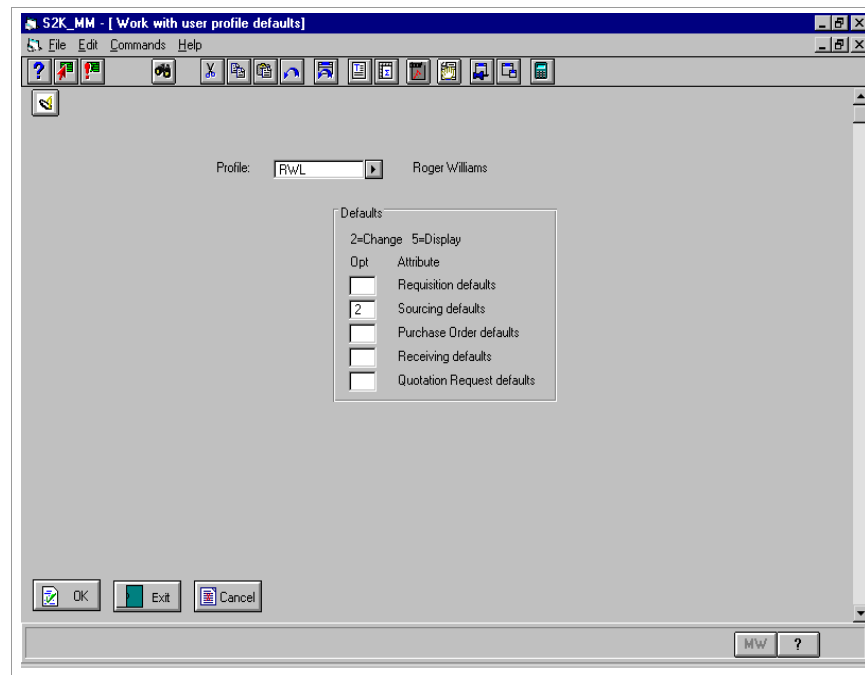 S2K_MM - [ Work with user profile defaults]
File Edit Commands Help
?
Profile: RWL Roger Williams
Defaults
2=Change 5=Display
Opt Attribute
Requisition defaults
2 Sourcing defaults
Purchase Order defaults
Receiving defaults
Quotation Request defaults
OK Exit Cancel
MW ?